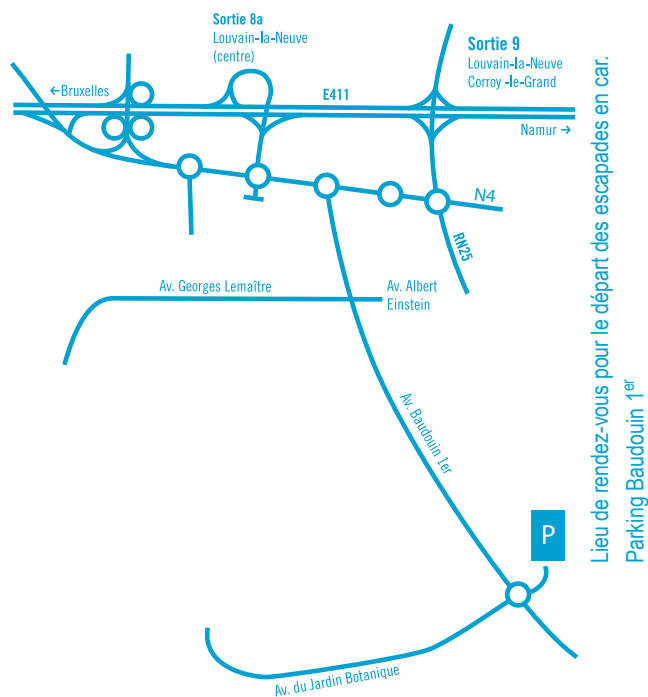 Sortie 8a
Louvain-la-Neuve
(centre)
Sortie 9
Louvain-la-Neuve
Corroy -le-Grand
←Bruxelles
E411
Namur →
N4
RN25
Av. Georges Lemaître
Av. Albert
Einstein
Av. Baudouin 1er
P
Av. du Jardin Botanique
Lieu de rendez-vous pour le départ des escapades en car.
Parking Baudouin 1er